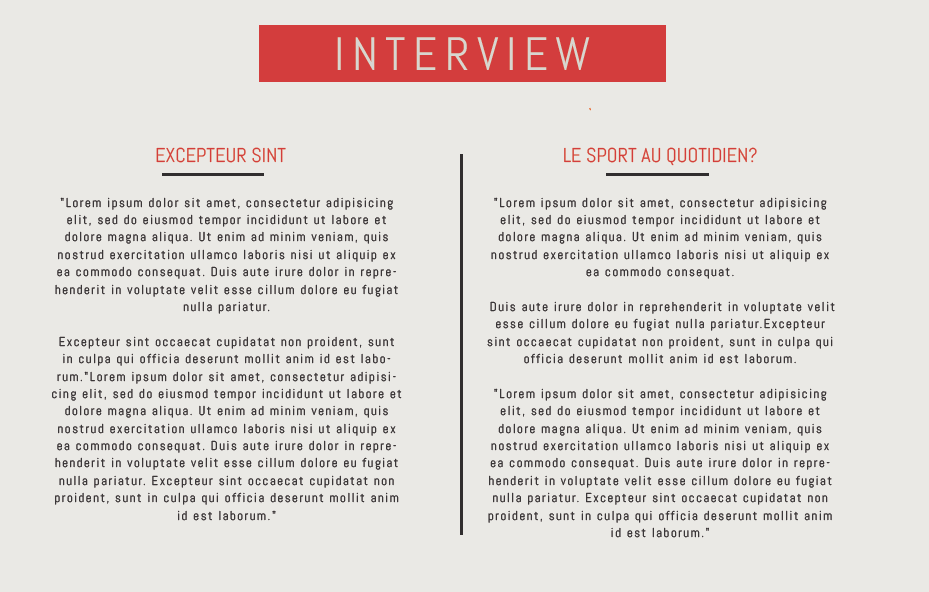 INTERVIEW
EXCEPTEUR SINT
"Lorem ipsum dolor sit amet, consectetur adipisicing
elit, sed do eiusmod tempor incididunt ut labore et
dolore magna aliqua. Ut enim ad minim veniam, quis
nostrud exercitation ullamco laboris nisi ut aliquip ex
ea commodo consequat. Duis aute irure dolor in repre-
henderit in voluptate velit esse cillum dolore eu fugiat
nulla pariatur.
Excepteur sint occaecat cupidatat non proident, sunt
in culpa qui officia deserunt mollit anim id est labo-
rum."Lorem ipsum dolor sit amet, consectetur adipisi-
cing elit, sed do eiusmod tempor incididunt ut labore et
dolore magna aliqua. Ut enim ad minim veniam, quis
nostrud exercitation ullamco laboris nisi ut aliquip ex
ea commodo consequat. Duis aute irure dolor in repre-
henderit in voluptate velit esse cillum dolore eu fugiat
nulla pariatur. Excepteur sint occaecat cupidatat non
proident, sunt in culpa qui officia deserunt mollit anim
id est laborum."
LE SPORT AU QUOTIDIEN?
"Lorem ipsum dolor sit amet, consectetur adipisicing
elit, sed do eiusmod tempor incididunt ut labore et
dolore magna aliqua. Ut enim ad minim veniam, quis
nostrud exercitation ullamco laboris nisi ut aliquip ex
ea commodo consequat.
Duis aute irure dolor in reprehenderit in voluptate velit
esse cillum dolore eu fugiat nulla pariatur.Excepteur
sint occaecat cupidatat non proident, sunt in culpa qui
officia deserunt mollit anim id est laborum.
"Lorem ipsum dolor sit amet, consectetur adipisicing
elit, sed do eiusmod tempor incididunt ut labore et
dolore magna aliqua. Ut enim ad minim veniam, quis
nostrud exercitation ullamco laboris nisi ut aliquip ex
ea commodo consequat. Duis aute irure dolor in repre-
henderit in voluptate velit esse cillum dolore eu fugiat
nulla pariatur. Excepteur sint occaecat cupidatat non
proident, sunt in culpa qui officia deserunt mollit anim
id est laborum."